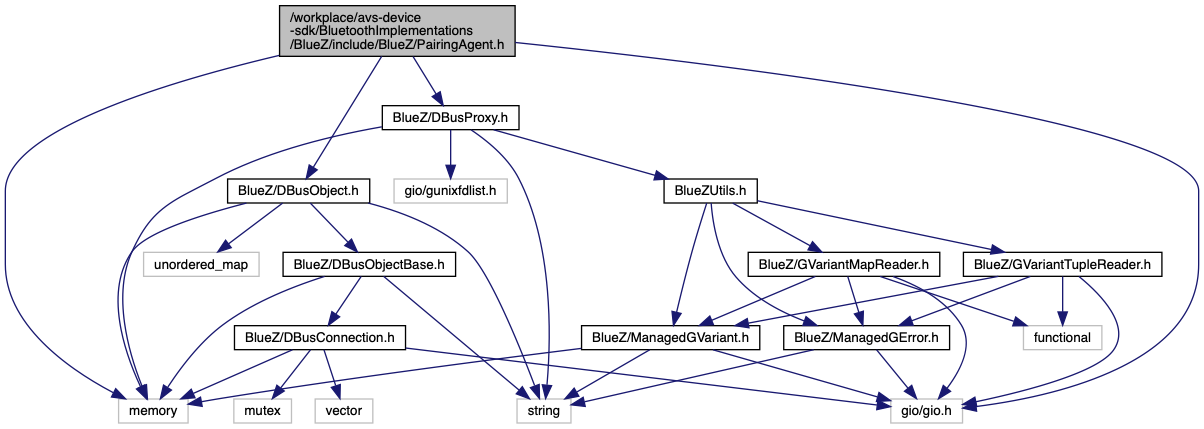 /workplace/avs-device
-sdk/BluetoothImplementations
/BlueZ/include/BlueZ/PairingAgent.h
BlueZ/DBusProxy.h
BlueZ/DBusObject.h
gio/gunixfdlist.h
BlueZUtils.h
unordered_map
BlueZ/DBusObjectBase.h
BlueZ/GVariantMapReader.h
BlueZ/GVariantTupleReader.h
BlueZ/DBusConnection.h
BlueZ/ManagedGVariant.h
BlueZ/ManagedGError.h
functional
memory
mutex
vector
string
gio/gio.h